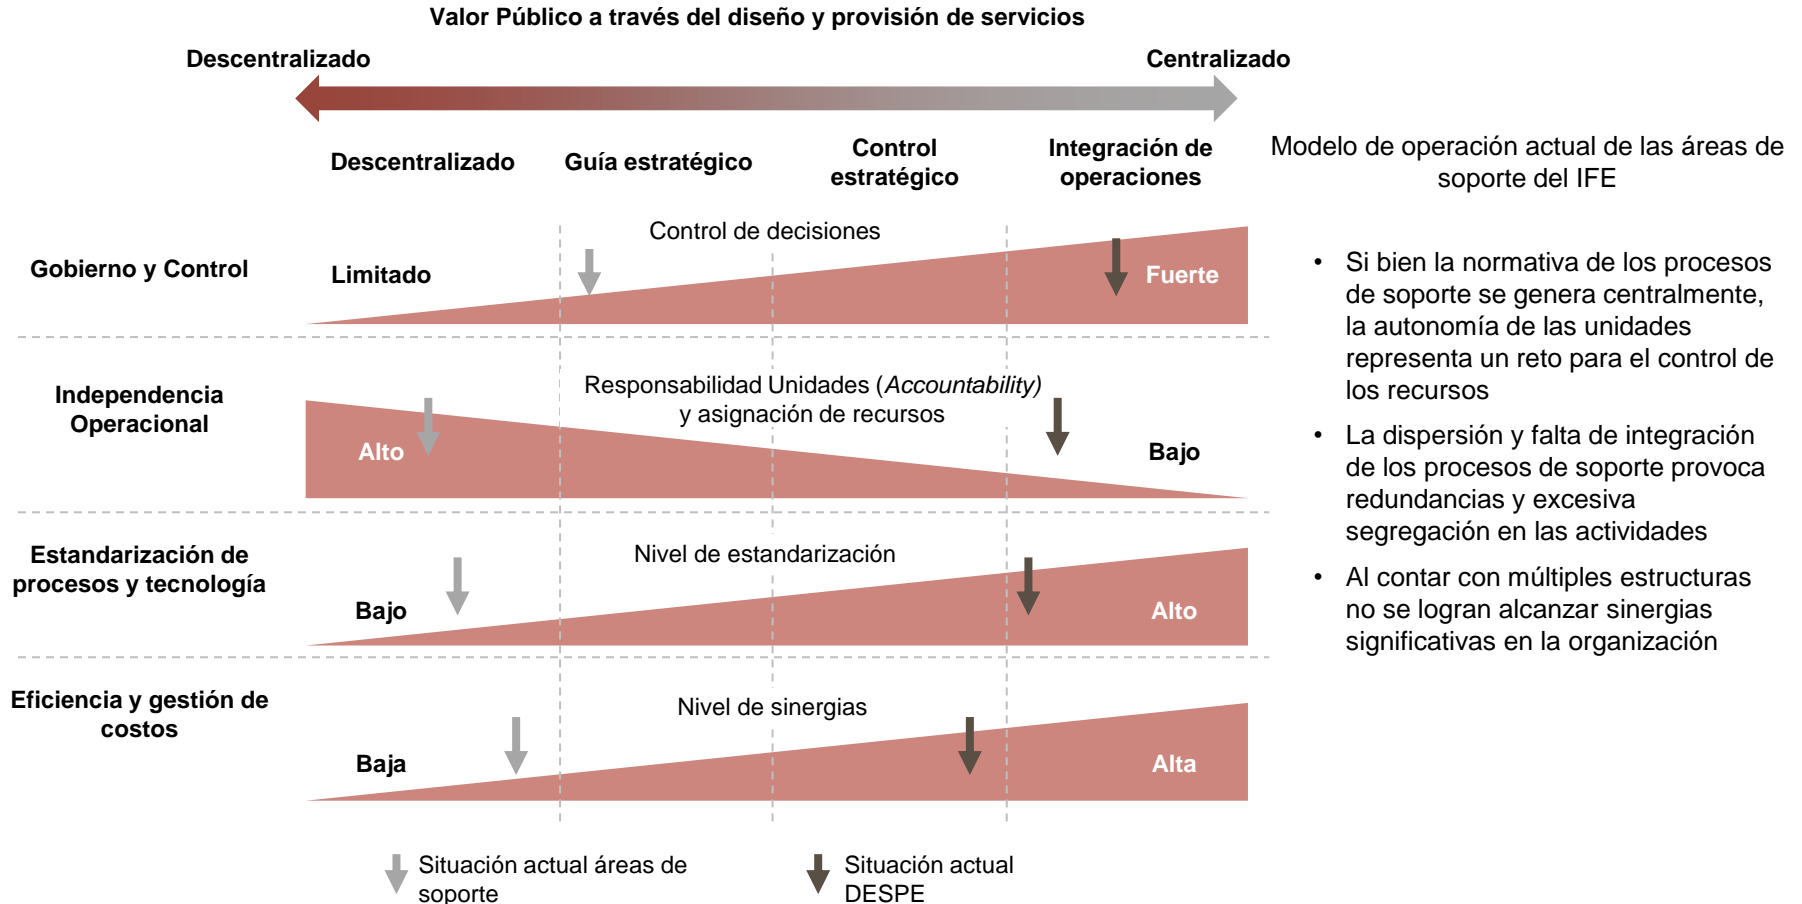 Valor Público a través del diseño y provisión de servicios
Descentralizado
Centralizado
Descentralizado
Guía estratégico
Control
estratégico
Integración de
operaciones
Modelo de operación actual de las áreas de
soporte del IFE
Gobierno y Control
Control de decisiones
Limitado
Fuerte
Independencia
Operacional
Responsabilidad Unidades (Accountability)
y asignación de recursos
Alto
Bajo
Estandarización de
procesos y tecnología
Nivel de estandarización
Bajo
Alto
Eficiencia y gestión de
costos
Nivel de sinergias
Baja
Alta
• Si bien la normativa de los procesos
de soporte se genera centralmente,
la autonomía de las unidades
representa un reto para el control de
los recursos
• La dispersión y falta de integración
de los procesos de soporte provoca
redundancias y excesiva
segregación en las actividades
• Al contar con múltiples estructuras
no se logran alcanzar sinergias
significativas en la organización
Situación actual áreas de
soporte
Situación actual
DESPE